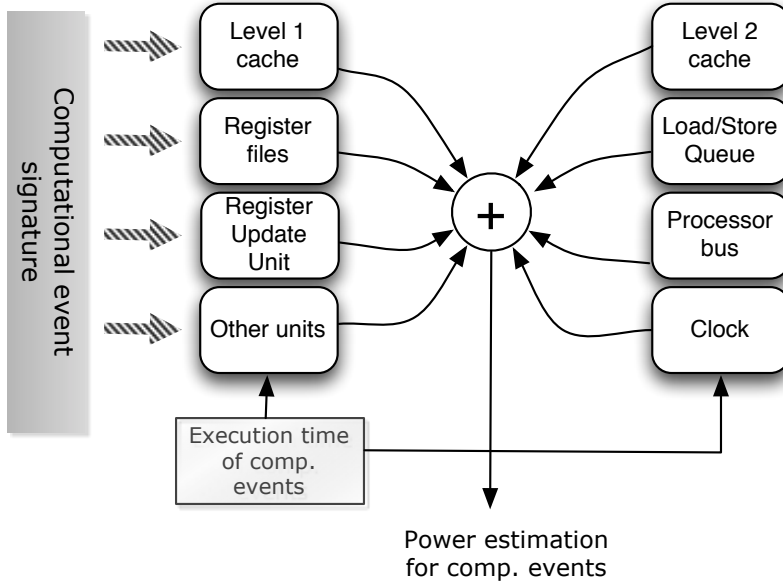 Computational event
signature
Level 1
cache
Register
files
Register
Update
Unit
Other units
Level 2
cache
Load/Store
Queue
Processor
bus
Clock
+
Execution time
of comp.
events
Power estimation
for comp. events